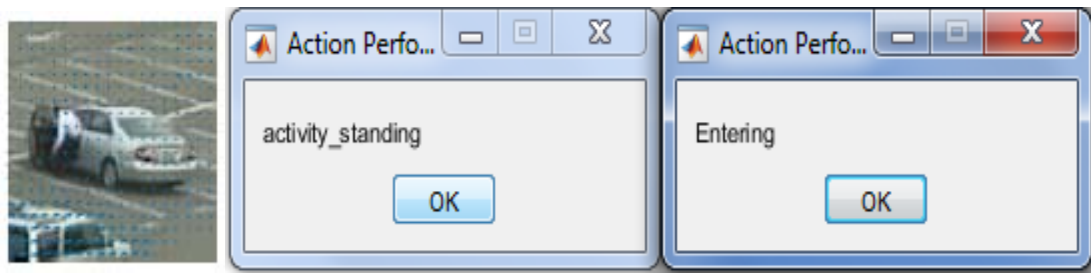 Action Perfo...
activity_standing
OK
Action Perfo...
Entering
OK